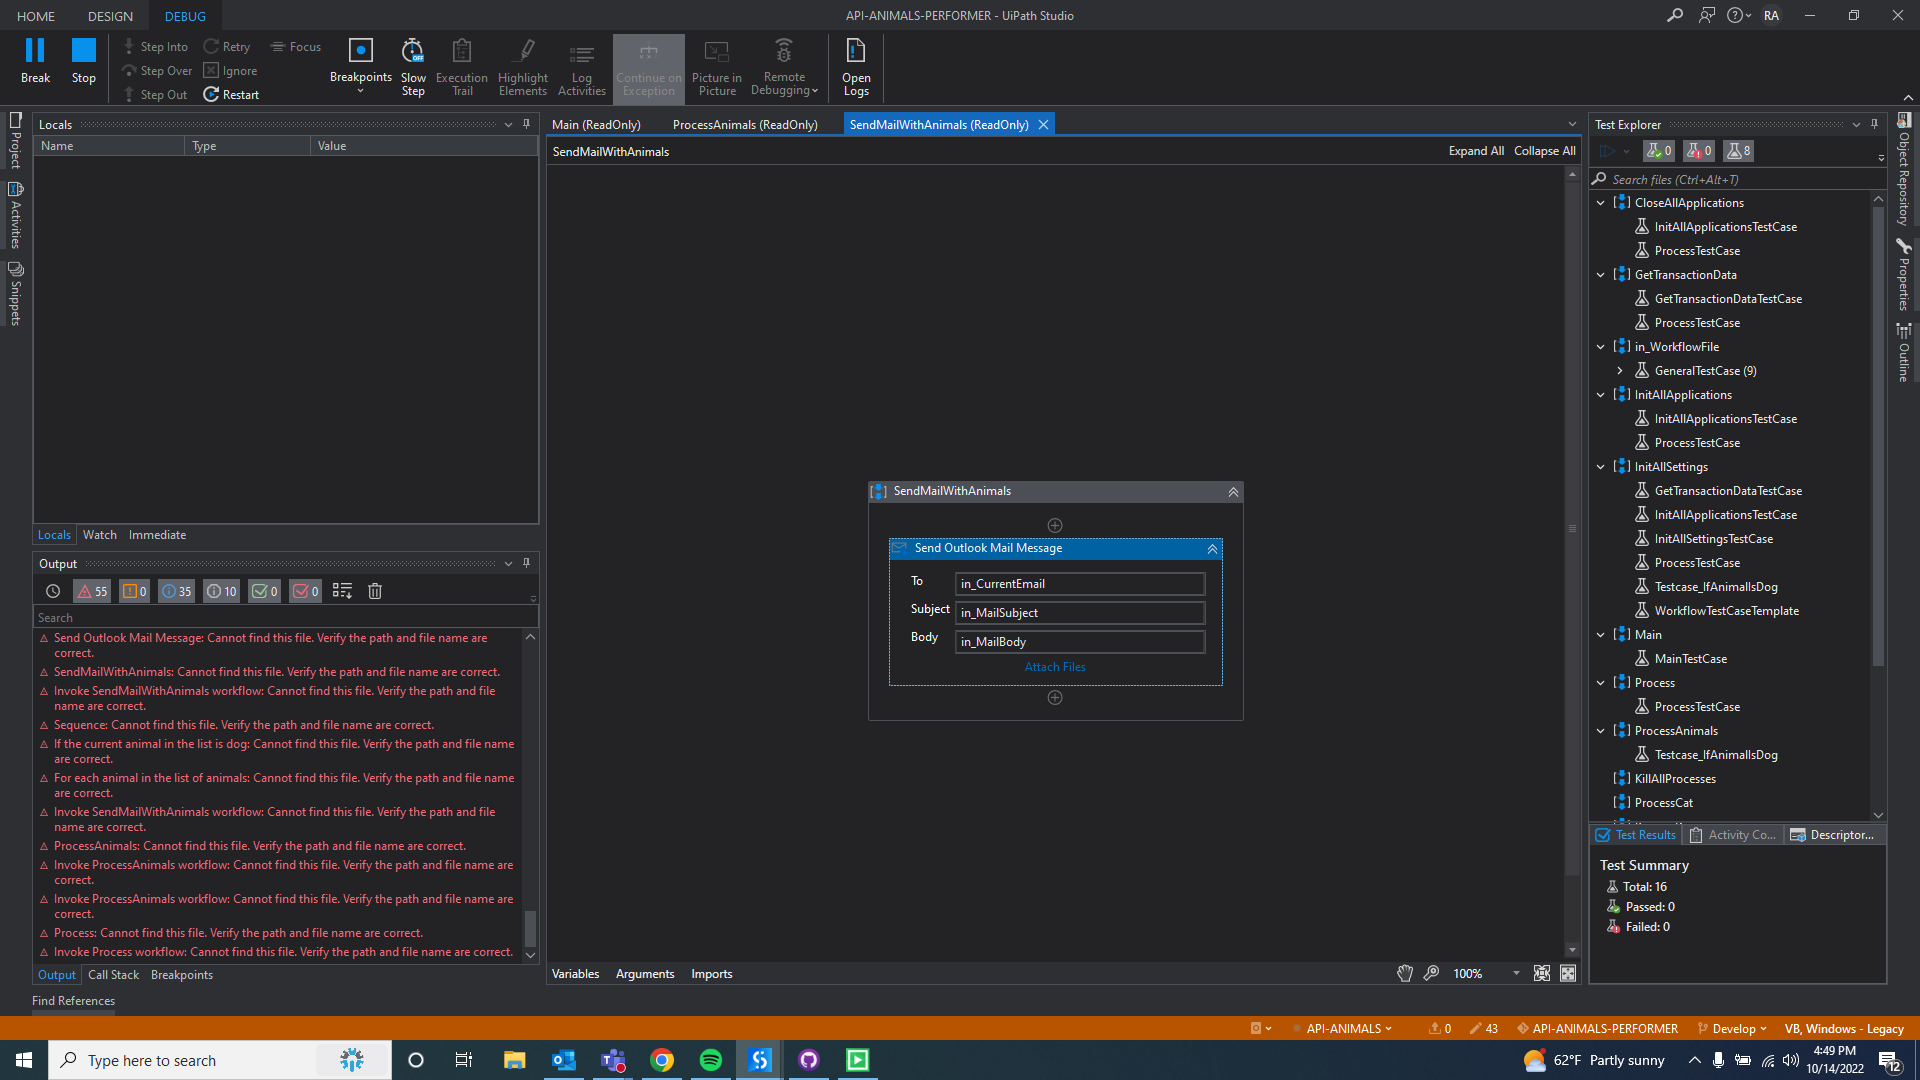 HOME DESIGN DEBUG
API-ANIMALS-PERFORMER - UiPath Studio
RA
Break
Stop
Step Into
Step Over
Step Out
Retry
Ignore
Restart
Focus
Breakpoints
Slow
Step
Execution
Trail
Highlight
Elements
Log
Activities
Continue on
Exception
Picture in
Picture
Remote
Debugging
Open
Logs
Project
Activities
Snippets
Locals
Name Type Value
Locals Watch Immediate
Output
55 0 35 10 0 0
Search
Send Outlook Mail Message: Cannot find this file. Verify the path and file name are
correct.
SendMailWithAnimals: Cannot find this file. Verify the path and file name are correct.
Invoke SendMailWithAnimals workflow: Cannot find this file. Verify the path and file
name are correct.
Sequence: Cannot find this file. Verify the path and file name are correct.
If the current animal in the list is dog: Cannot find this file. Verify the path and file name
are correct.
For each animal in the list of animals: Cannot find this file. Verify the path and file name
are correct.
Invoke SendMailWithAnimals workflow: Cannot find this file. Verify the path and file
name are correct.
ProcessAnimals: Cannot find this file. Verify the path and file name are correct.
Invoke ProcessAnimals workflow: Cannot find this file. Verify the path and file name are
correct.
Invoke ProcessAnimals workflow: Cannot find this file. Verify the path and file name are
correct.
Process: Cannot find this file. Verify the path and file name are correct.
Invoke Process workflow: Cannot find this file. Verify the path and file name are correct.
Output Call Stack Breakpoints
Find References
Main (ReadOnly) ProcessAnimals (ReadOnly) SendMailWithAnimals (ReadOnly)
SendMailWithAnimals
Expand All Collapse All
SendMailWithAnimals
Send Outlook Mail Message
To in_CurrentEmail
Subject in_MailSubject
Body in_MailBody
Attach Files
Variables Arguments Imports
100%
Test Explorer
0 0 8
Search files (Ctrl+Alt+T)
CloseAllApplications
InitAllApplicationsTestCase
ProcessTestCase
GetTransactionData
GetTransactionDataTestCase
ProcessTestCase
in_WorkflowFile
GeneralTestCase (9)
InitAllApplications
InitAllApplicationsTestCase
ProcessTestCase
InitAllSettings
GetTransactionDataTestCase
InitAllApplicationsTestCase
InitAllSettingsTestCase
ProcessTestCase
Testcase_IfAnimalIsDog
WorkflowTestCaseTemplate
Main
MainTestCase
Process
ProcessTestCase
ProcessAnimals
Testcase_IfAnimalIsDog
KillAllProcesses
ProcessCat
Test Results Activity Co... Descriptor...
Test Summary
Total: 16
Passed: 0
Failed: 0
Object Repository
Properties
Outline
API-ANIMALS 0 43 API-ANIMALS-PERFORMER Develop VB, Windows - Legacy
Type here to search
62°F Partly sunny
4:49 PM
10/14/2022
12